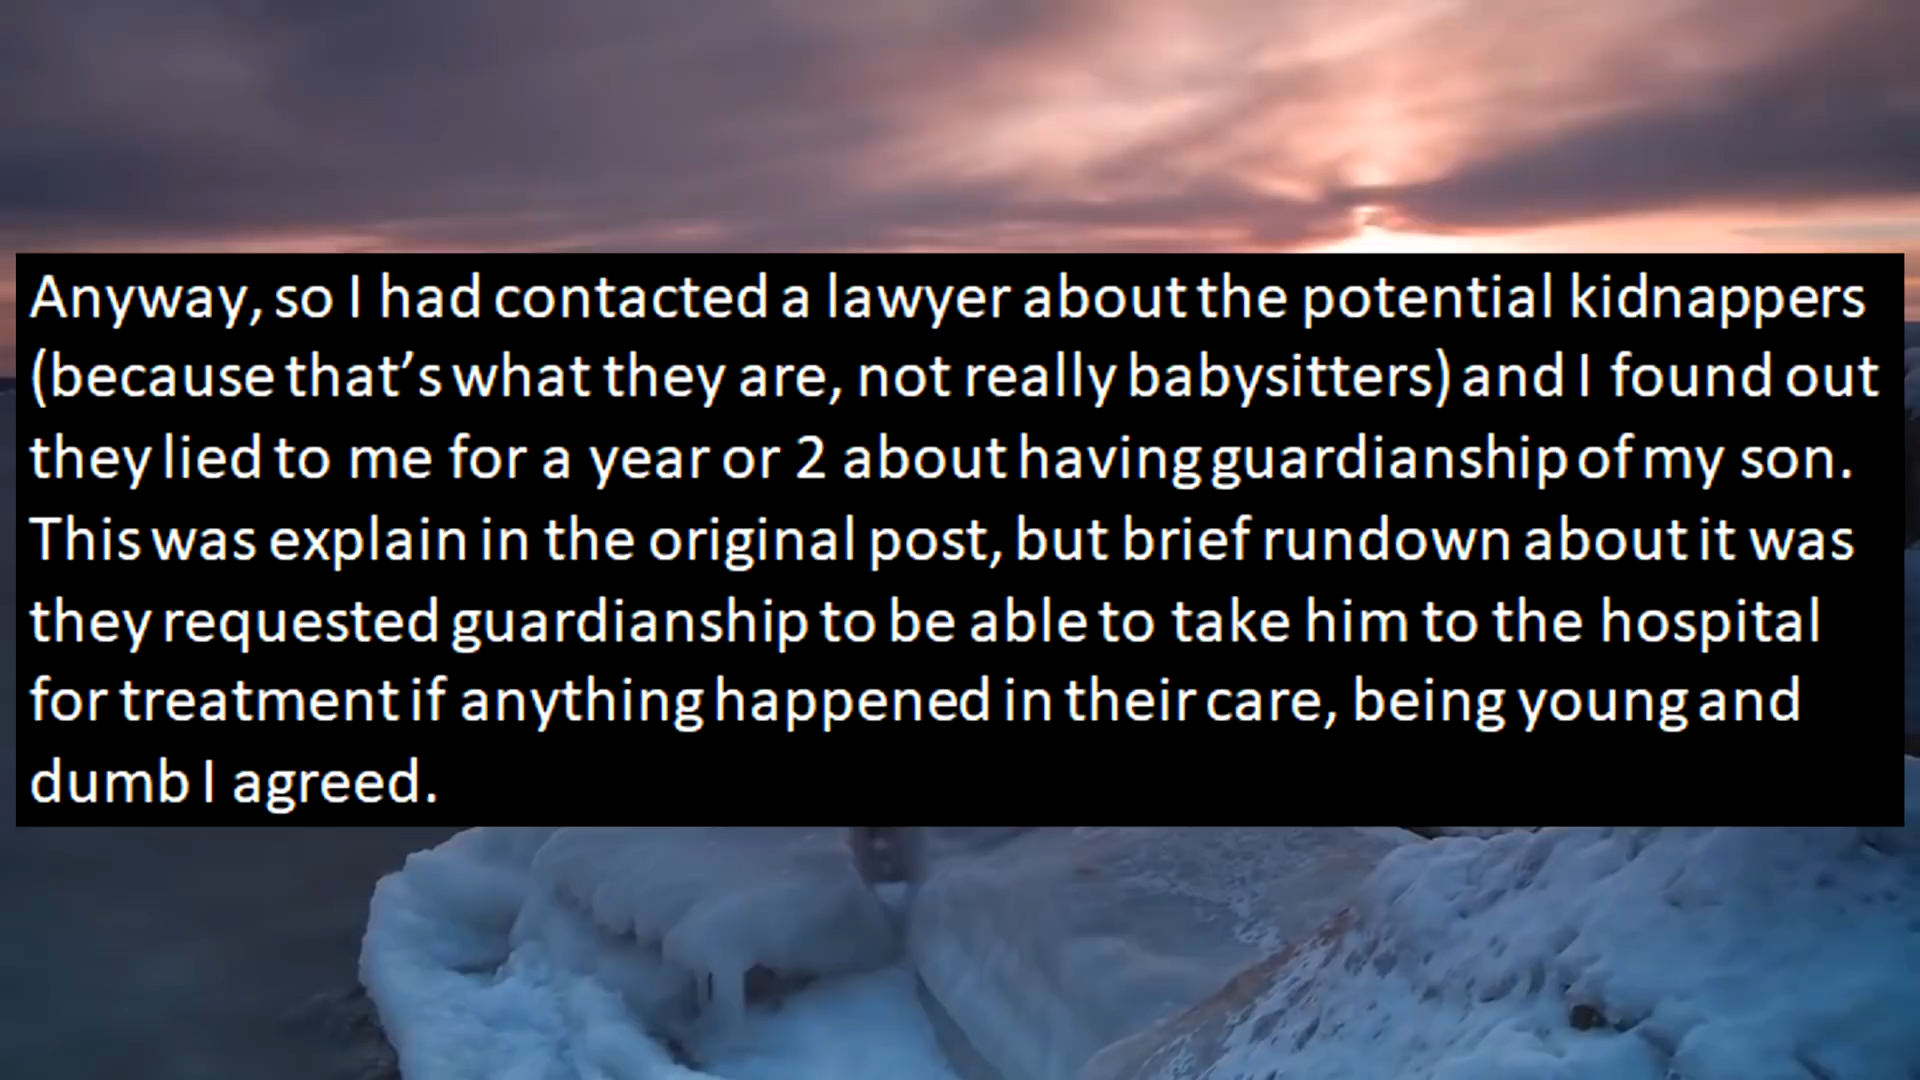 Anyway, so I had contacted a lawyer about the potential kidnappers
(because that’s what they are, not really babysitters) and I found out
they lied to me for a year or 2 about having guardianship of my son.
This was explain in the original post, but brief rundown about it was
they requested guardianship to be able to take him to the hospital
for treatment if anything happened in their care, being young and
dumb I agreed.